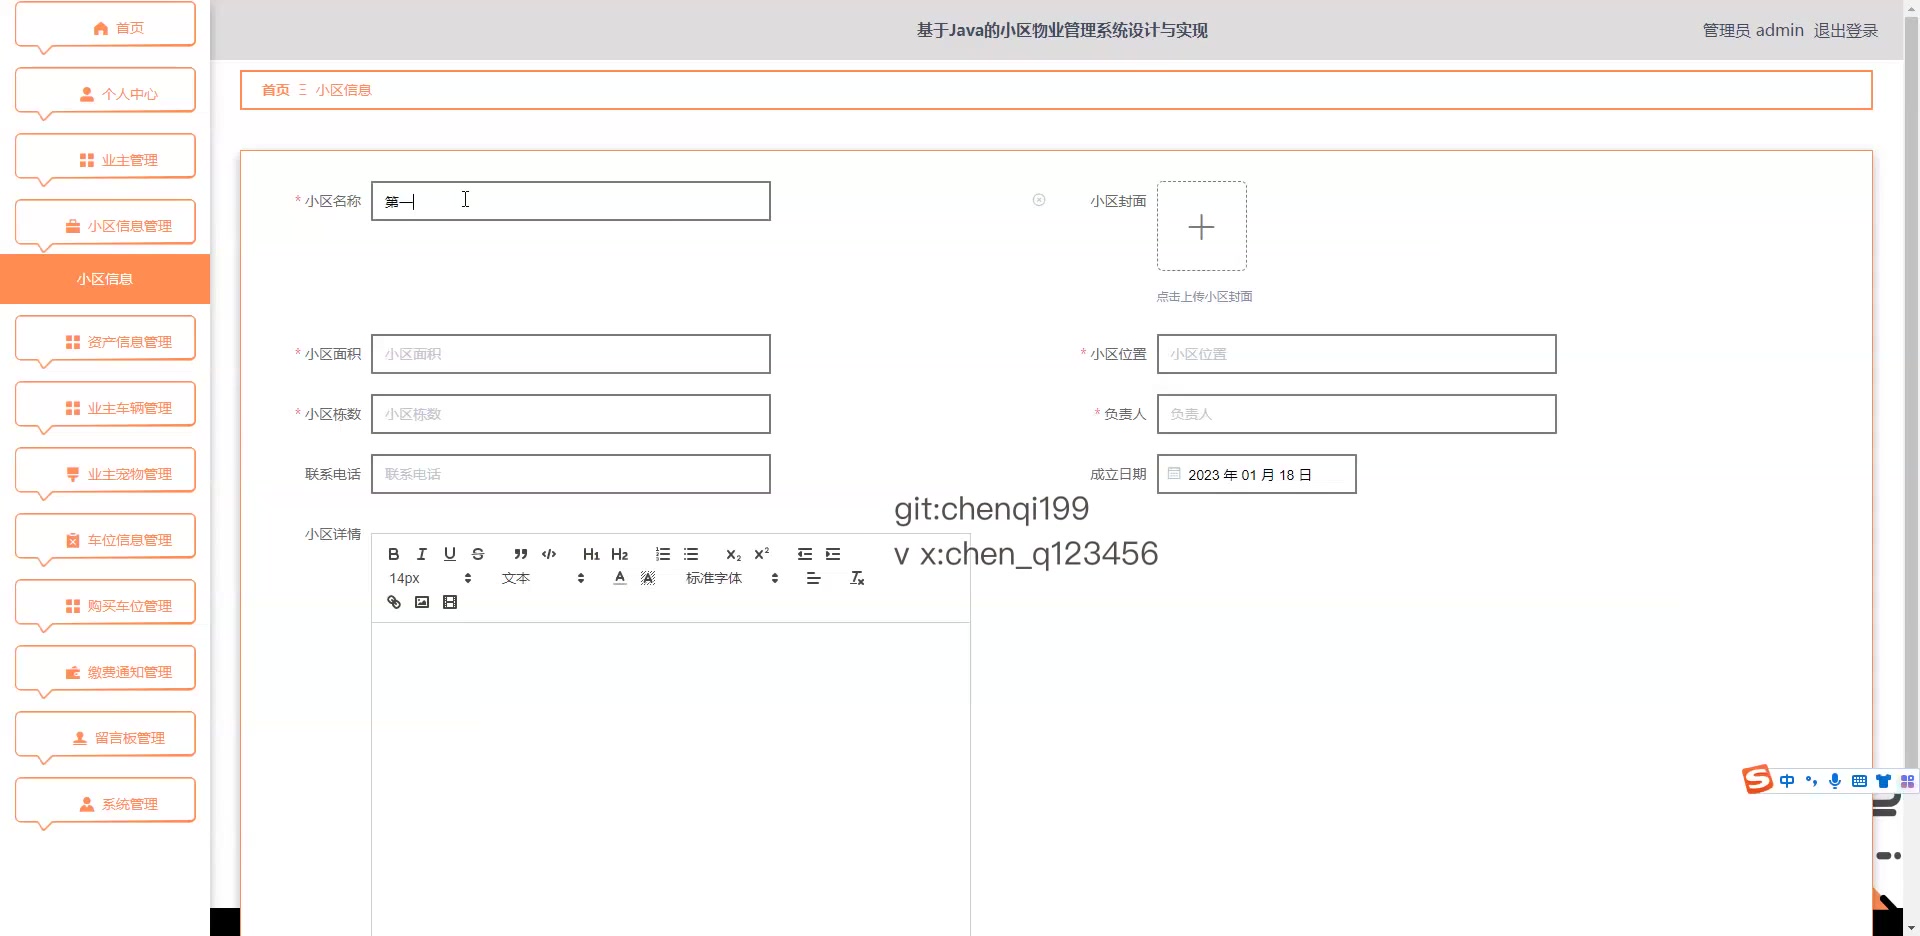 首页
基于Java的小区物业管理系统设计与实现
管理员 admin 退出登录
个人中心
首页 小区信息
业主管理
小区信息管理
小区信息
资产信息管理
业主车辆管理
业主宠物管理
车位信息管理
购买车位管理
缴费通知管理
留言板管理
系统管理
* 小区名称 第一
小区封面
点击上传小区封面
* 小区面积 小区面积
* 小区位置 小区位置
* 小区栋数 小区栋数
* 负责人 负责人
联系电话 联系电话
成立日期 2023 年 01 月 18 日
git:chenqi199
v x:chen_q123456
小区详情
B I U S H1 H2 X2 X2
14px 文本 A A 标准字体 Tx
S 中